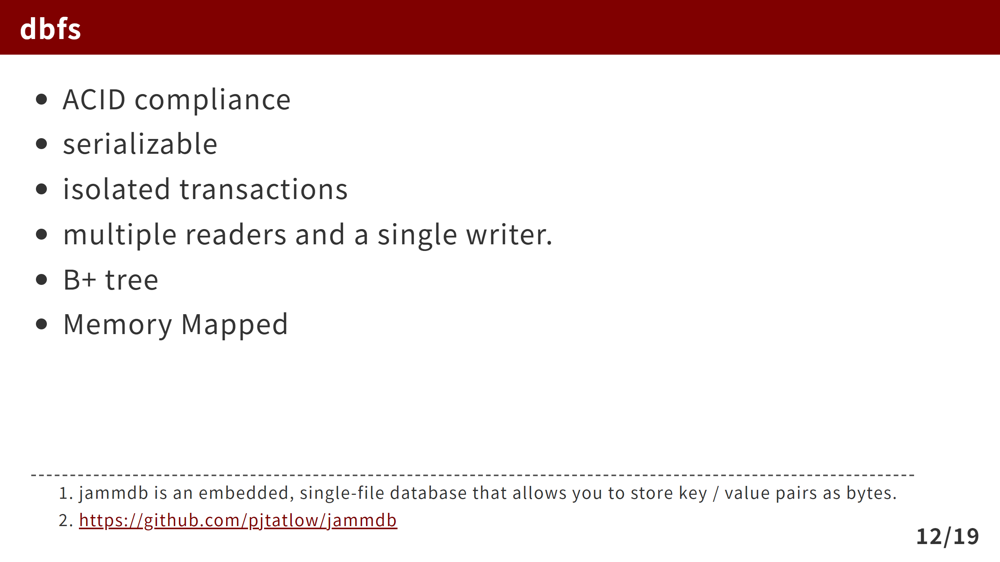 dbfs
• ACID compliance
• serializable
• isolated transactions
• multiple readers and a single writer.
• B+ tree
• Memory Mapped
1. jammdb is an embedded, single-file database that allows you to store key / value pairs as bytes.
2. https://github.com/pjtatlow/jammdb
12/19